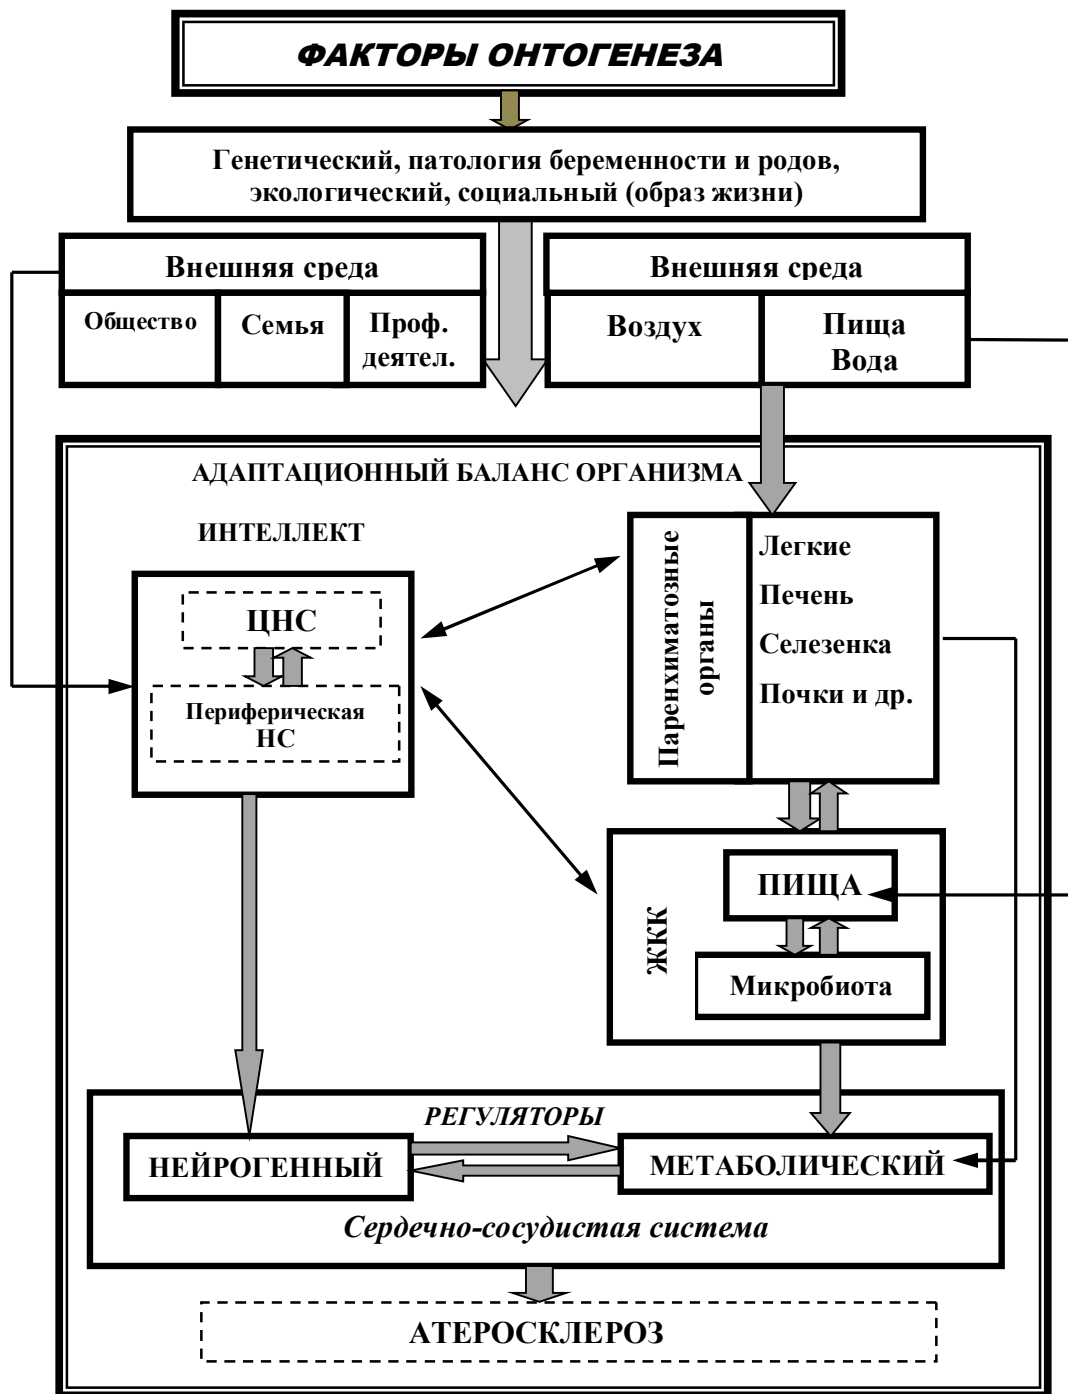 ФАКТОРЫ ОНТОГЕНЕЗА
Генетический, патология беременности и родов,
экологический, социальный (образ жизни)
Внешняя среда
Общество
Семья
Проф.
деятел.
Внешняя среда
Воздух
Пища
Вода
АДАПТАЦИОННЫЙ БАЛАНС ОРГАНИЗМА
ИНТЕЛЛЕКТ
ЦНС
Периферическая
НС
Паренхиматозные
органы
Легкие
Печень
Селезенка
Почки и др.
ЖКК
ПИЩА
Микробиота
РЕГУЛЯТОРЫ
НЕЙРОГЕННЫЙ
МЕТАБОЛИЧЕСКИЙ
Сердечно-сосудистая система
АТЕРОСКЛЕРОЗ